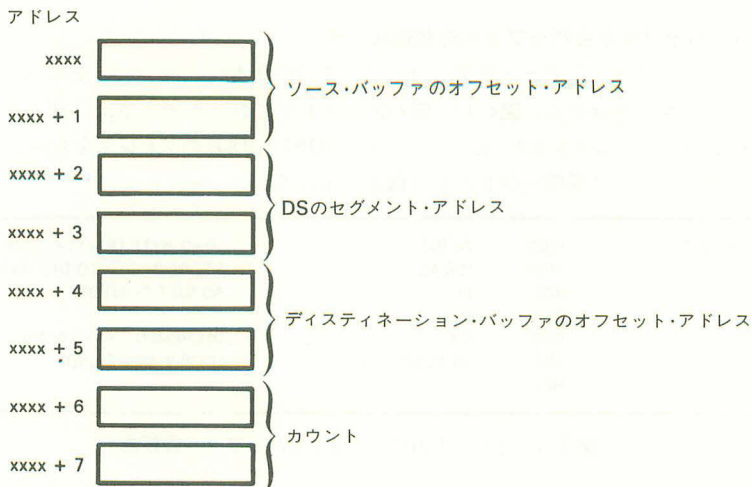 アドレス
xxxx
ソース・バッファのオフセット・アドレス
xxxx + 1
xxxx + 2
DSのセグメント・アドレス
xxxx + 3
xxxx + 4
ディスティネーション・バッファのオフセット・アドレス
xxxx + 5
xxxx + 6
カウント
xxxx + 7